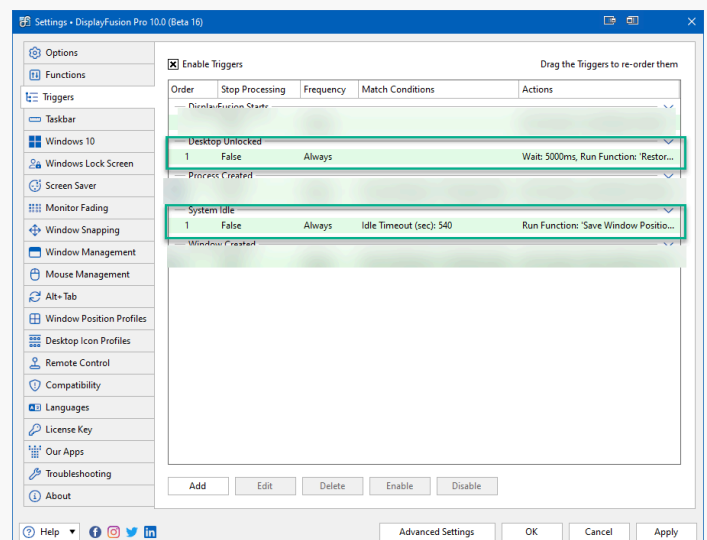 Settings • DisplayFusion Pro 10.0 (Beta 16)
Options
Functions
Triggers
Taskbar
Windows 10
Windows Lock Screen
Screen Saver
Monitor Fading
Window Snapping
Window Management
Mouse Management
Alt+Tab
Window Position Profiles
Desktop Icon Profiles
Remote Control
Compatibility
Languages
License Key
Our Apps
Troubleshooting
About
Enable Triggers Drag the Triggers to re-order them
Order Stop Processing Frequency Match Conditions Actions
DisplayFusion Starts
Desktop Unlocked
1 False Always Wait: 5000ms, Run Function: 'Restor...
Process Created
System Idle
1 False Always Idle Timeout (sec): 540 Run Function: 'Save Window Positio...
Window Created
Add Edit Delete Enable Disable
Help Advanced Settings OK Cancel Apply